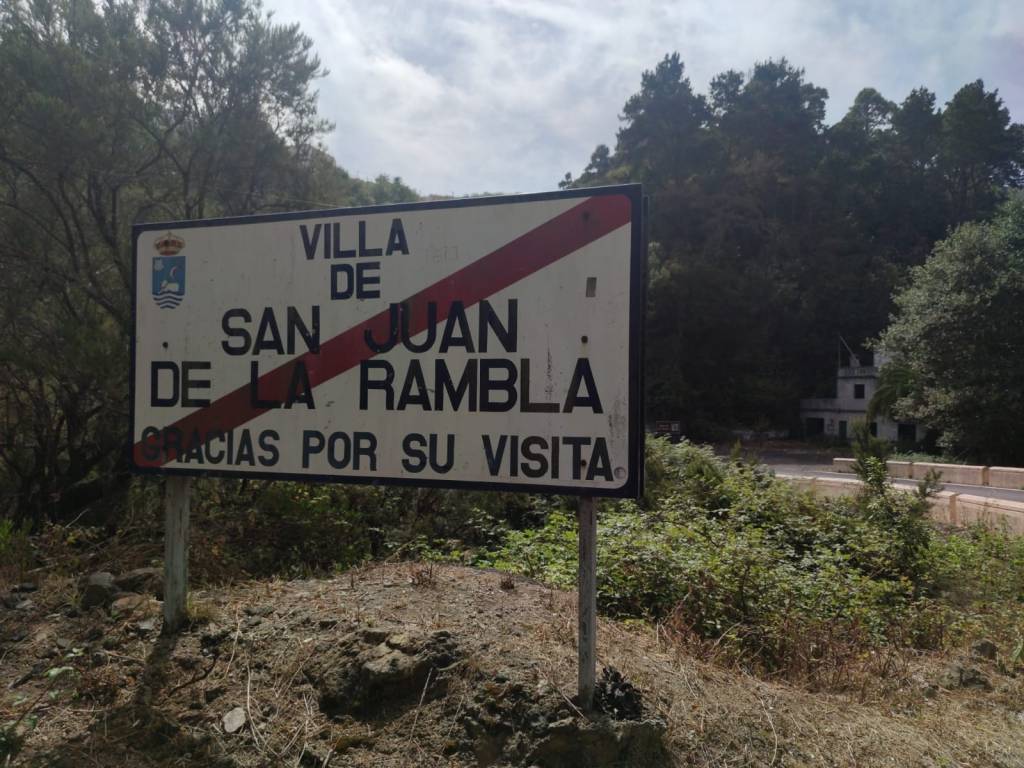 VILLA
DE
SAN JUAN
DE LA RAMBLA
GRACIAS POR SU VISITA